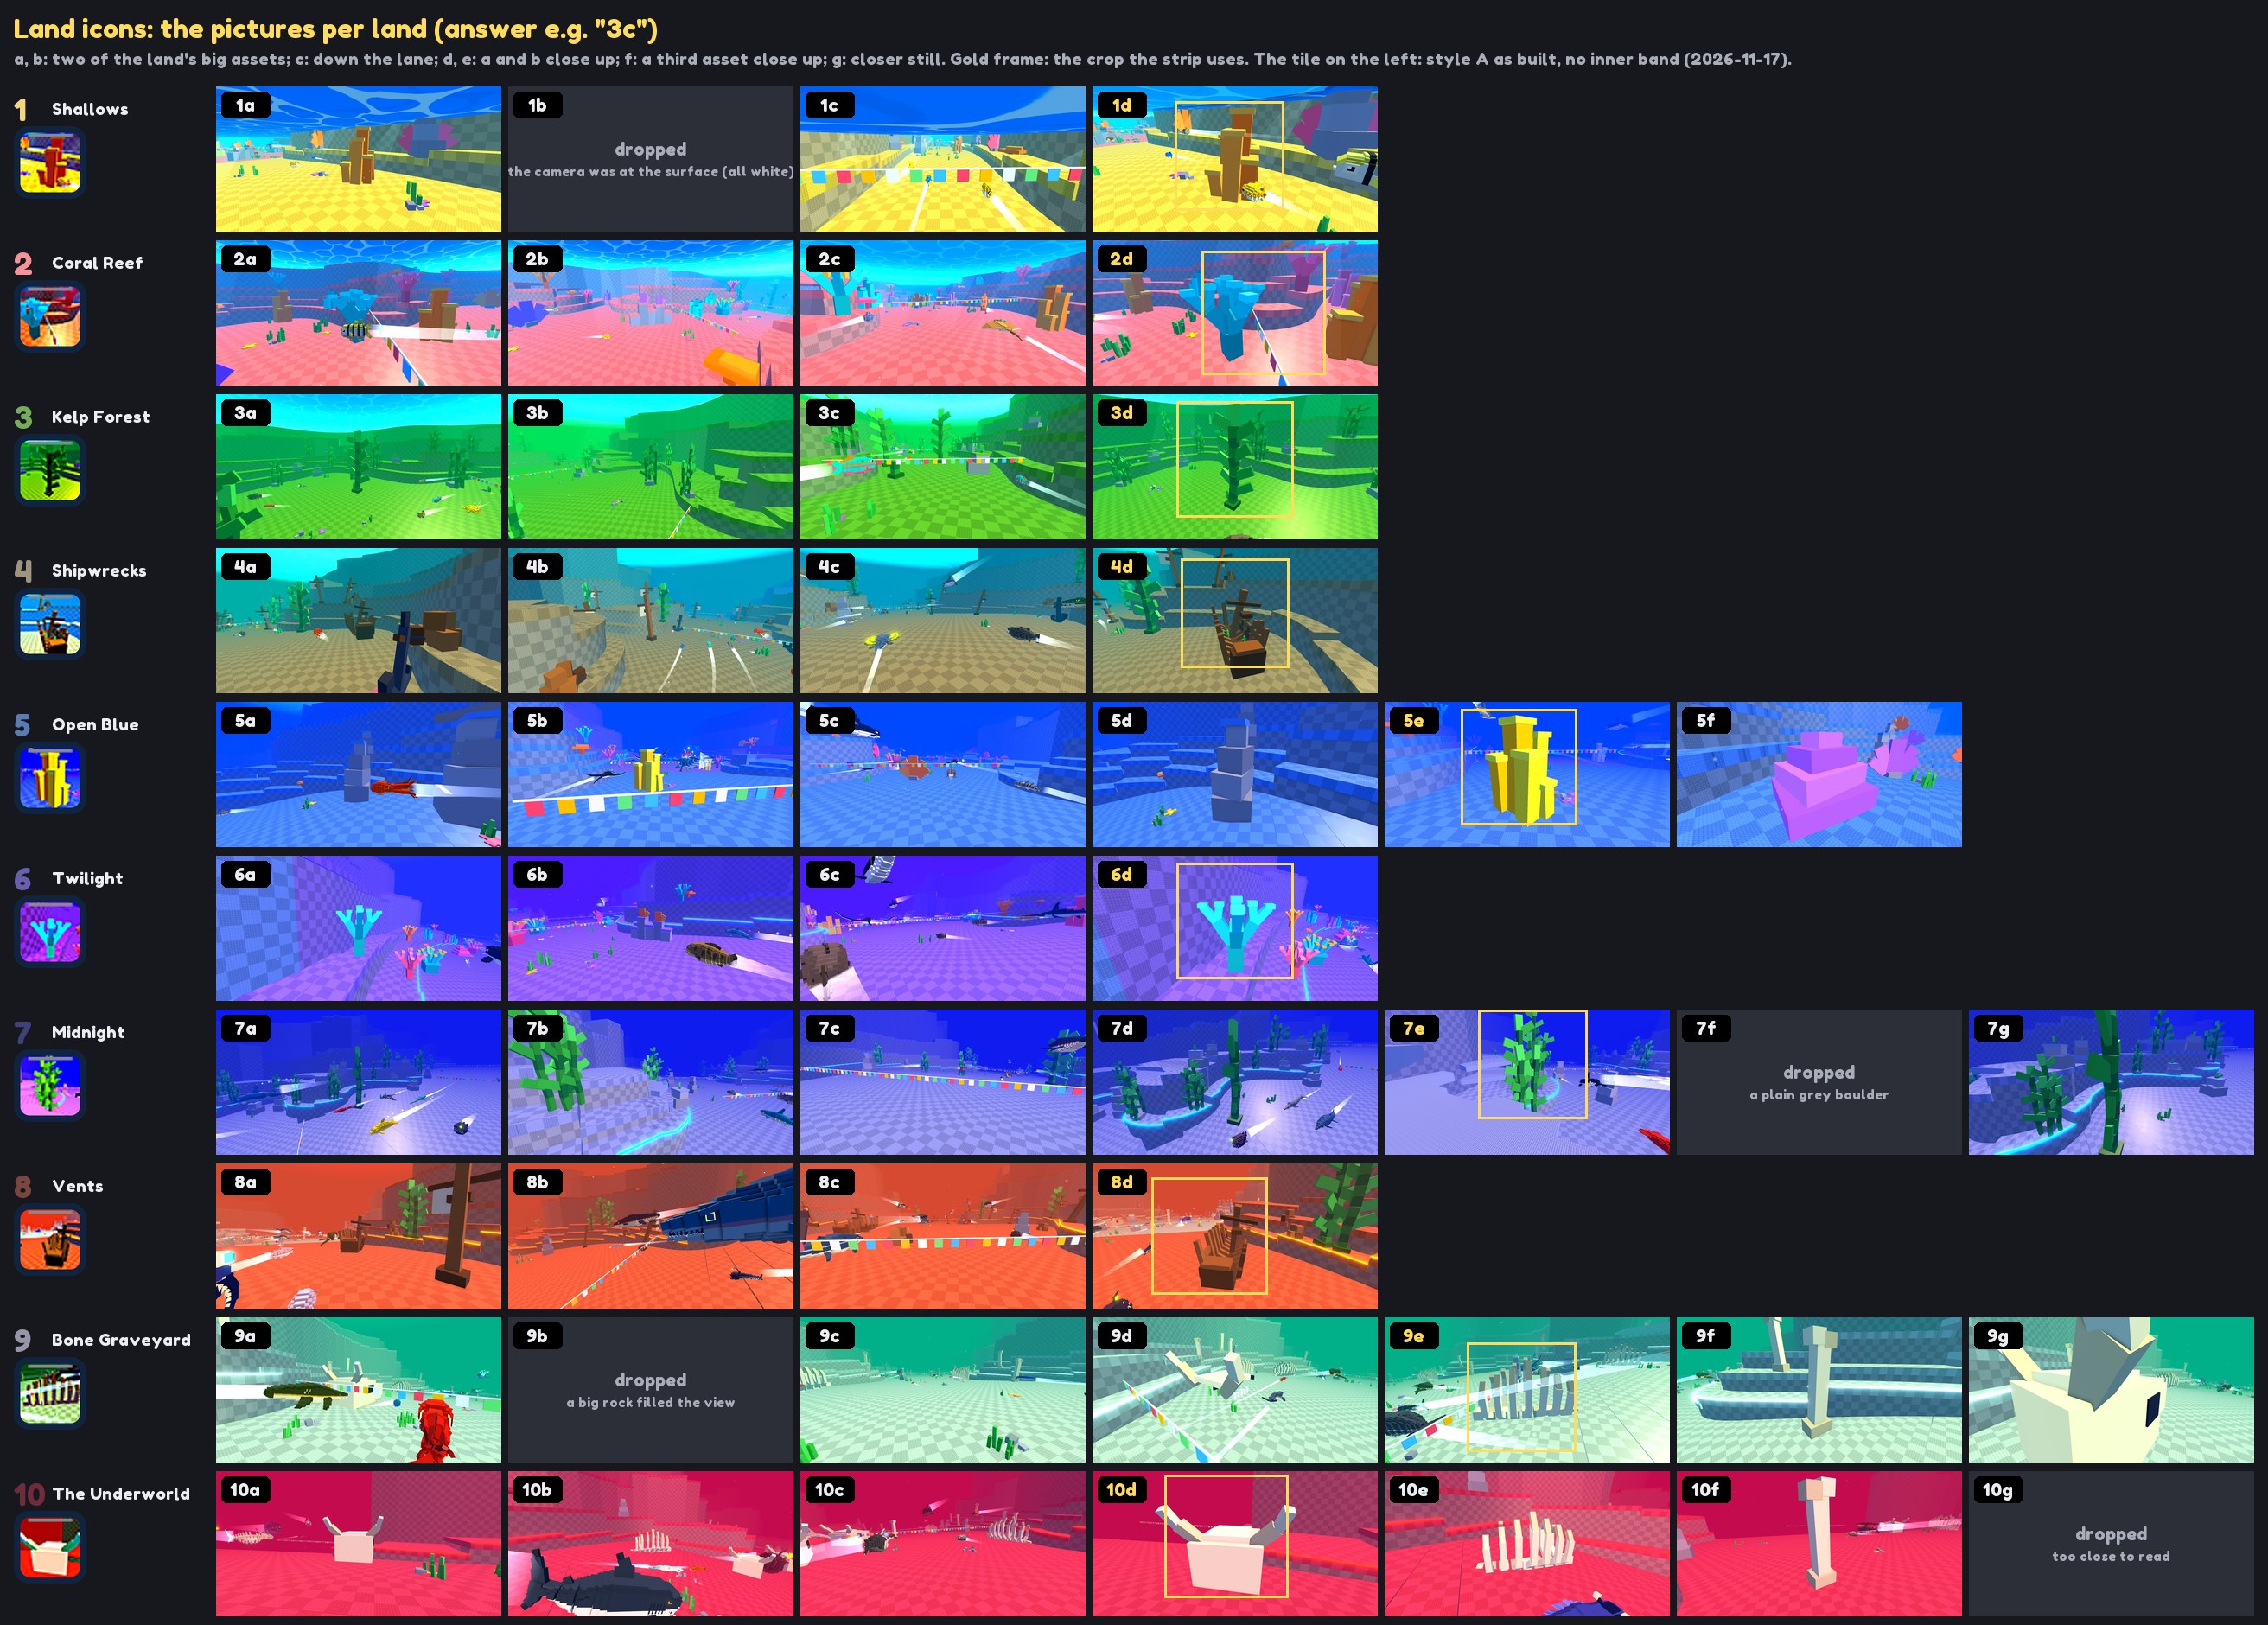 Land icons: the pictures per land (answer e.g. "3c")
a, b: two of the land's big assets; c: down the lane; d, e: a and b close up; f: a third asset close up; g: closer still. Gold frame: the crop the strip uses. The tile on the left: style A as built, no inner band (2026-11-17).
1 Shallows
1a
1b
dropped
the camera was at the surface (all white)
1c
1d
2 Coral Reef
2a
2b
2c
2d
3 Kelp Forest
3a
3b
3c
3d
4 Shipwrecks
4a
4b
4c
4d
5 Open Blue
5a
5b
5c
5d
5e
5f
6 Twilight
6a
6b
6c
6d
7 Midnight
7a
7b
7c
7d
7e
7f
dropped
a plain grey boulder
7g
8 Vents
8a
8b
8c
8d
9 Bone Graveyard
9a
9b
dropped
a big rock filled the view
9c
9d
9e
9f
9g
10 The Underworld
10a
10b
10c
10d
10e
10f
10g
dropped
too close to read